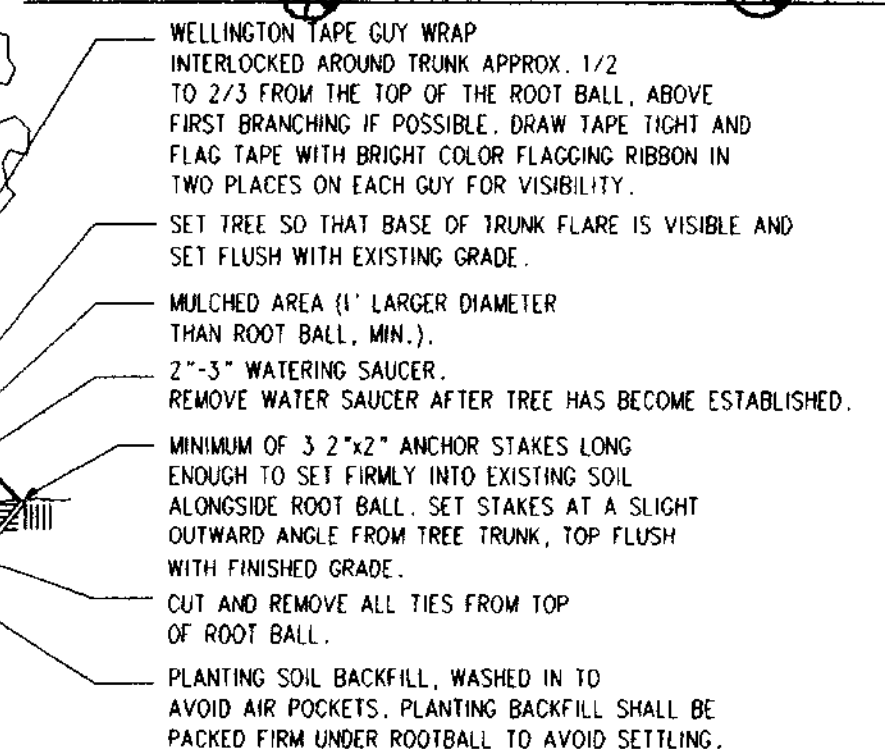 WELLINGTON TAPE GUY WRAP
INTERLOCKED AROUND TRUNK APPROX. 1/2
TO 2/3 FROM THE TOP OF THE ROOT BALL, ABOVE
FIRST BRANCHING IF POSSIBLE. DRAW TAPE TIGHT AND
FLAG TAPE WITH BRIGHT COLOR FLAGGING RIBBON IN
TWO PLACES ON EACH GUY FOR VISIBILITY.
SET TREE SO THAT BASE OF TRUNK FLARE IS VISIBLE AND
SET FLUSH WITH EXISTING GRADE.
MULCHED AREA (1' LARGER DIAMETER
THAN ROOT BALL, MIN.).
2"-3" WATERING SAUCER.
REMOVE WATER SAUCER AFTER TREE HAS BECOME ESTABLISHED.
MINIMUM OF 3 2"x2" ANCHOR STAKES LONG
ENOUGH TO SET FIRMLY INTO EXISTING SOIL
ALONGSIDE ROOT BALL. SET STAKES AT A SLIGHT
OUTWARD ANGLE FROM TREE TRUNK, TOP FLUSH
WITH FINISHED GRADE.
CUT AND REMOVE ALL TIES FROM TOP
OF ROOT BALL.
PLANTING SOIL BACKFILL, WASHED IN TO
AVOID AIR POCKETS. PLANTING BACKFILL SHALL BE
PACKED FIRM UNDER ROOTBALL TO AVOID SETTLING.